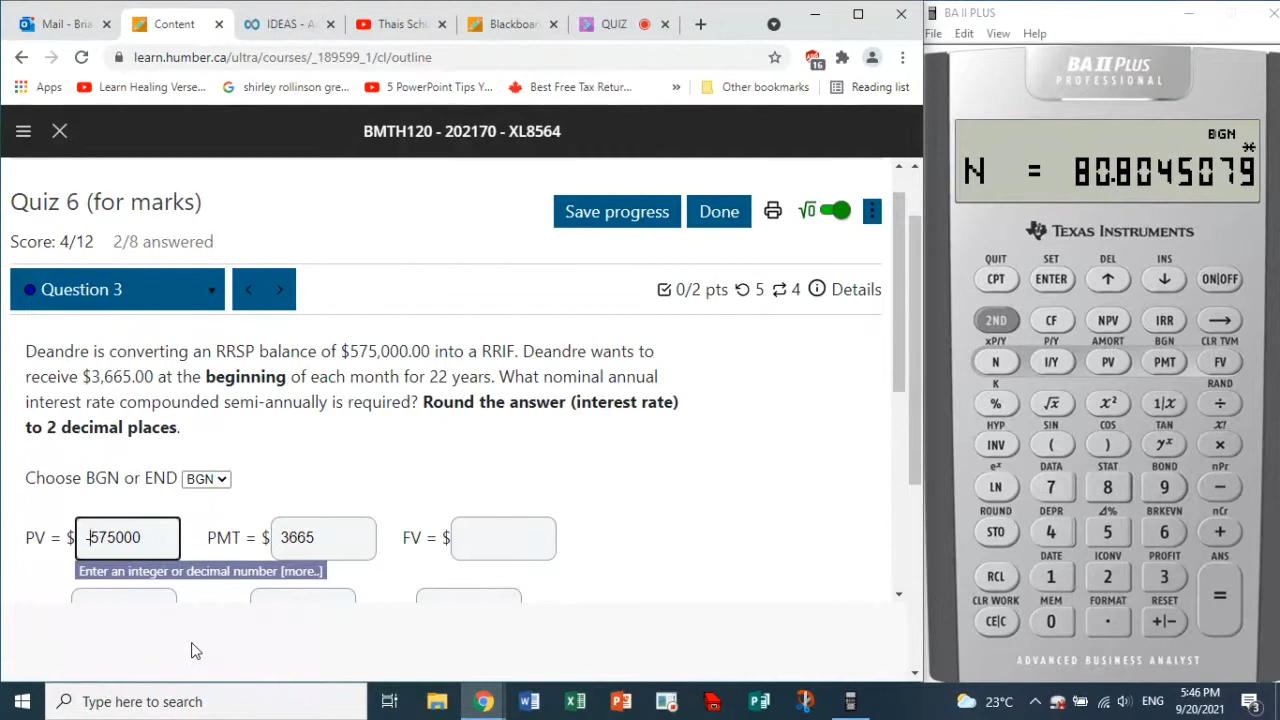 Mail - Bria
Content
IDEAS - A
Thais Sch
Blackboar
QUIZ
BA II PLUS
File Edit View Help
learn.humber.ca/ultra/courses/_189599_1/cl/outline
16
Apps
Learn Healing Verse...
shirley rollinson gre...
5 PowerPoint Tips Y...
Best Free Tax Retur...
»
Other bookmarks
Reading list
BMTH120 - 202170 - XL8564
Quiz 6 (for marks)
Save progress
Done
√0
Score: 4/12 2/8 answered
Question 3
< >
0/2 pts 5 4 Details
Deandre is converting an RRSP balance of $575,000.00 into a RRIF. Deandre wants to
receive $3,665.00 at the beginning of each month for 22 years. What nominal annual
interest rate compounded semi-annually is required? Round the answer (interest rate)
to 2 decimal places.
Choose BGN or END BGN
PV = $ -575000 PMT = $ 3665 FV = $
Enter an integer or decimal number [more..]
BA II PLUS
PROFESSIONAL
BGN
N = 80.8045079
TEXAS INSTRUMENTS
QUIT SET DEL INS
CPT ENTER ↑ ↓ ON|OFF
2ND CF NPV IRR →
xP/Y P/Y AMORT BGN CLR TVM
N I/Y PV PMT FV
K RAND
% √x x² 1/x ÷
HYP SIN COS TAN x!
INV ( ) yˣ ×
eˣ DATA STAT BOND nPr
LN 7 8 9 −
ROUND DEPR Δ% BRKEVN nCr
STO 4 5 6 +
DATE ICONV PROFIT ANS
RCL 1 2 3 =
CLR WORK MEM FORMAT RESET
CE|C 0 . +|−
ADVANCED BUSINESS ANALYST
Type here to search
23°C
ENG
5:46 PM
9/20/2021
3